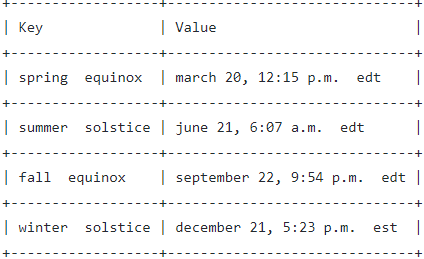 +-------------------+------------------------------+
| Key               | Value                        |
+-------------------+------------------------------+
| spring  equinox   | march 20, 12:15 p.m.  edt    |
+-------------------+------------------------------+
| summer  solstice | june 21, 6:07 a.m.  edt      |
+-------------------+------------------------------+
| fall  equinox     | september 22, 9:54 p.m.  edt |
+-------------------+------------------------------+
| winter  solstice | december 21, 5:23 p.m.  est  |
+-------------------+------------------------------+